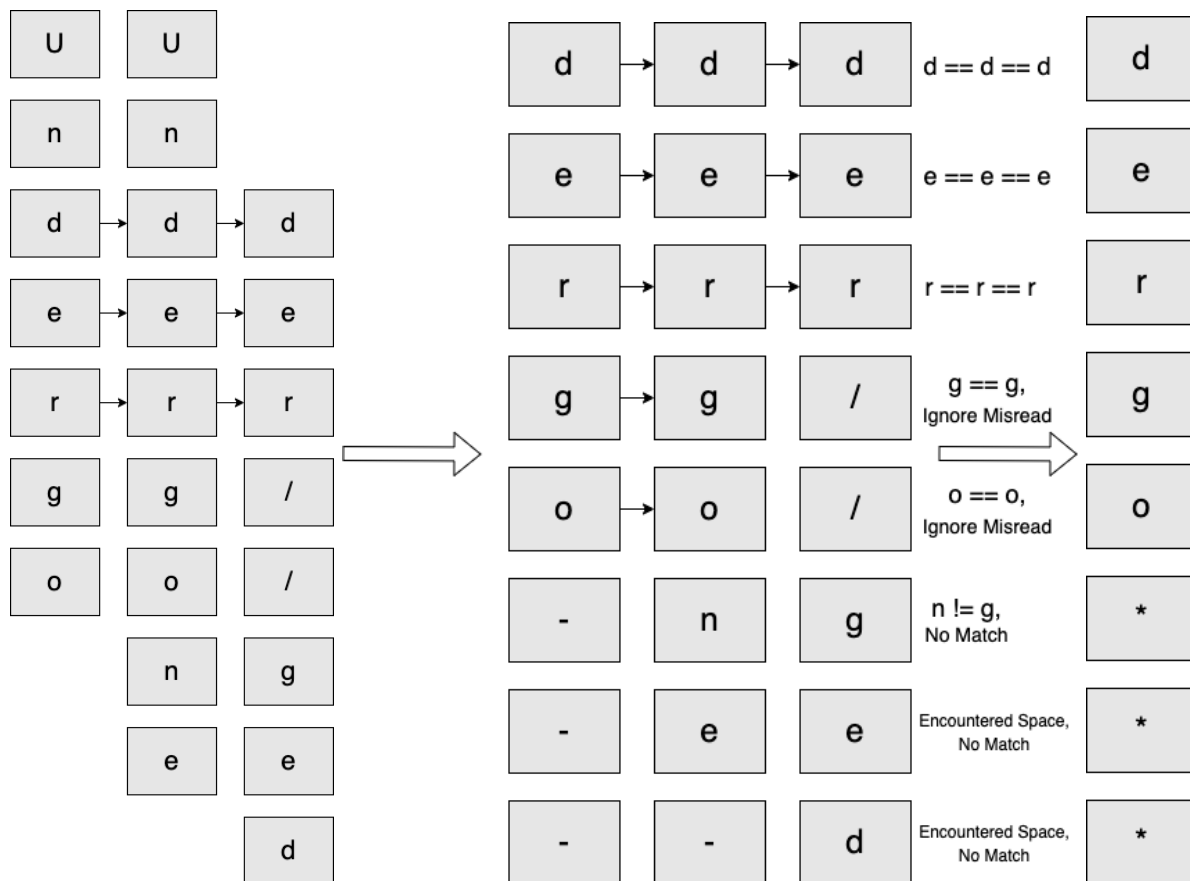 U U
n n
d d d
e e e
r r r
g g /
o o /
n g
e e
d
d d d d == d == d
e e e e == e == e
r r r r == r == r
g g / g == g,
Ignore Misread
o o / o == o,
Ignore Misread
- n g n != g,
No Match
- e e Encountered Space,
No Match
- - d Encountered Space,
No Match
d
e
r
g
o
*
*
*